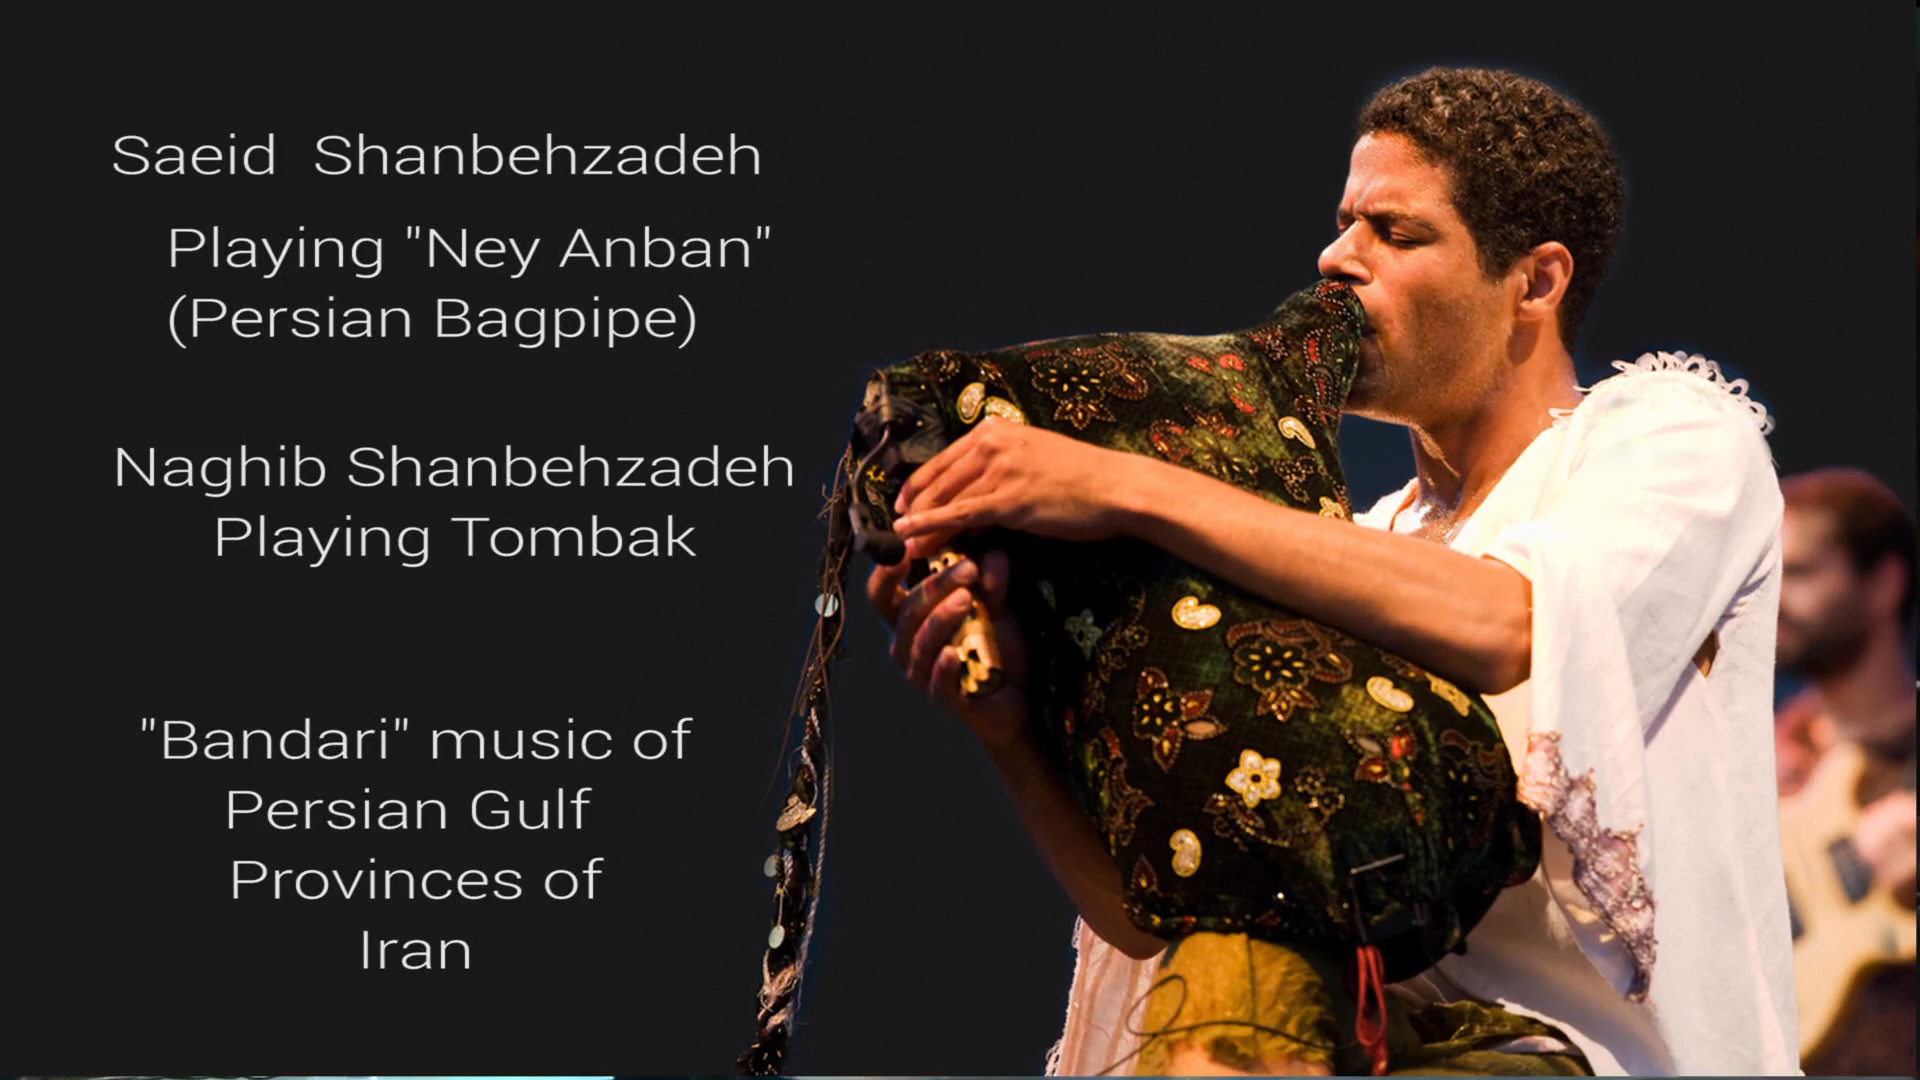 Saeid Shanbehzadeh
Playing "Ney Anban"
(Persian Bagpipe)
Naghib Shanbehzadeh
Playing Tombak
"Bandari" music of
Persian Gulf
Provinces of
Iran